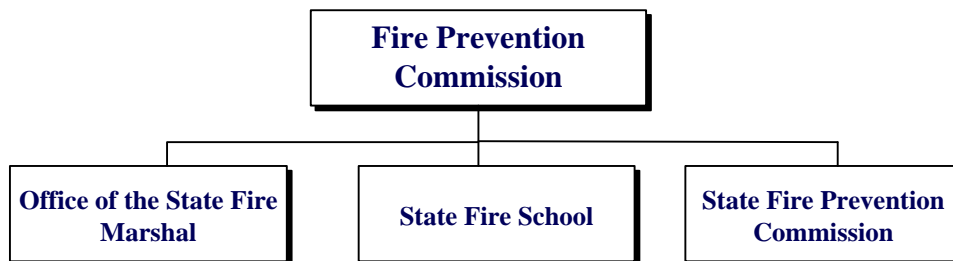 Fire Prevention
Commission
Office of the State Fire
Marshal
State Fire School
State Fire Prevention
Commission